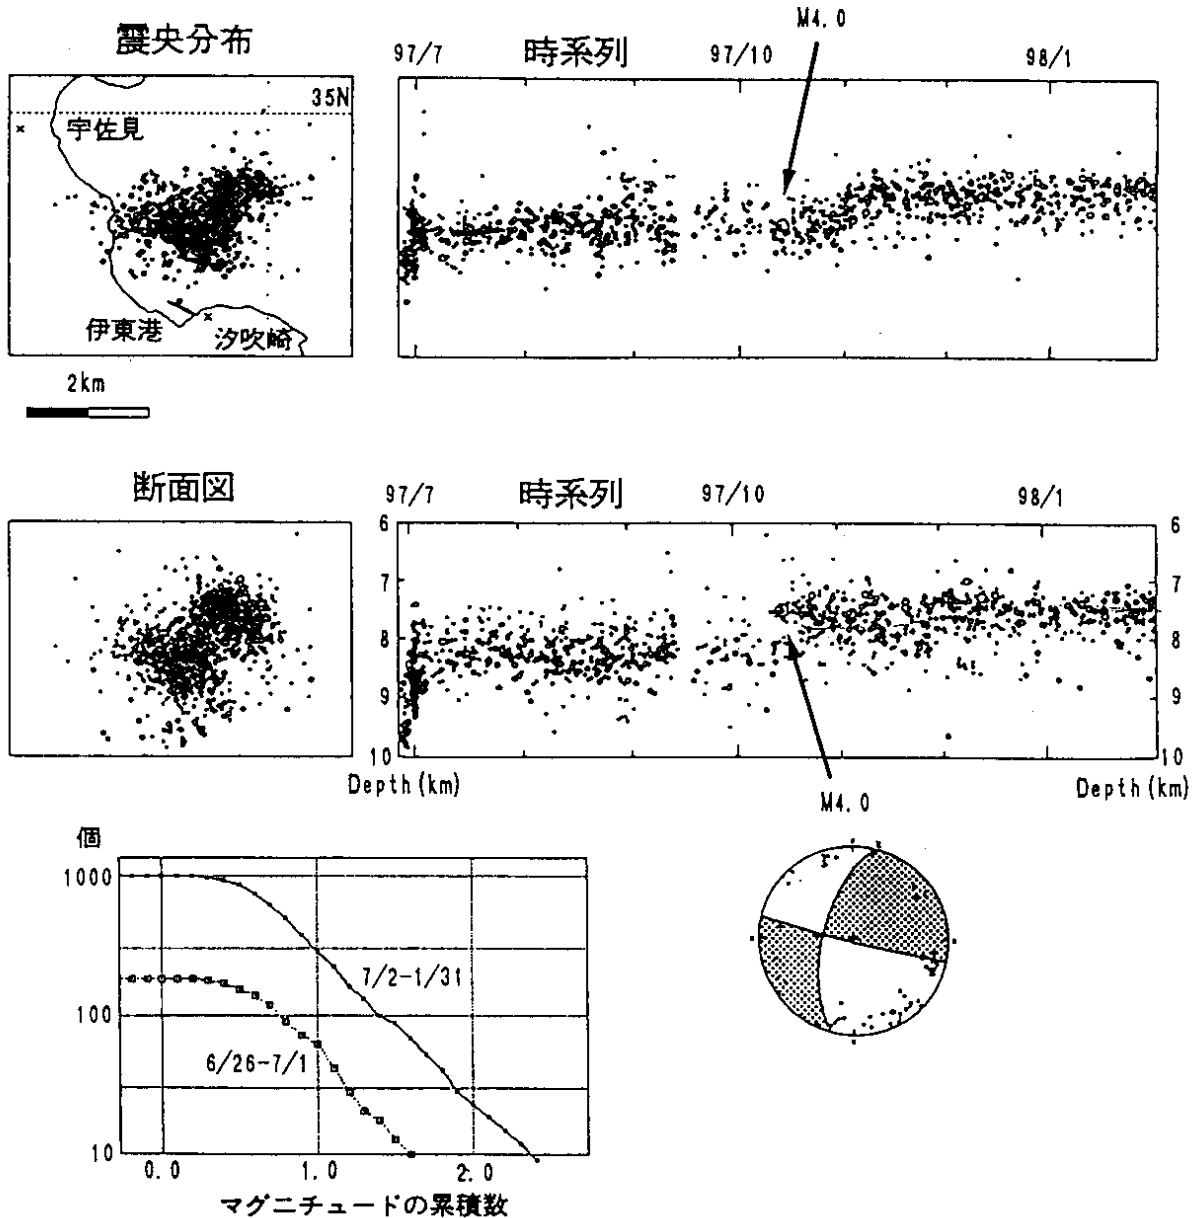 震央分布
97/7 時系列 97/10 M4.0 98/1
35N
宇佐見
伊東港
汐吹崎
2km
断面図
97/7 時系列 97/10 98/1
6 6
7 7
8 8
9 9
10 10
Depth(km) Depth(km)
M4.0
個
1000
7/2-1/31
100
6/26-7/1
10
0.0 1.0 2.0
マグニチュードの累積数